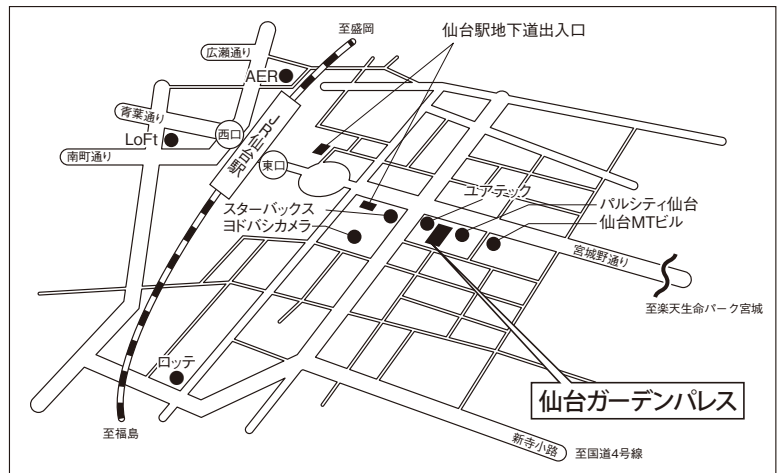 至盛岡
仙台駅地下道出入口
広瀬通り
AER
青葉通り
LoFt
西口
JR仙台駅
南町通り
東口
ユアテック
スターバックス
パルシティ仙台
ヨドバシカメラ
仙台MTビル
宮城野通り
至楽天生命パーク宮城
ロッテ
仙台ガーデンパレス
至福島
新寺小路
至国道4号線